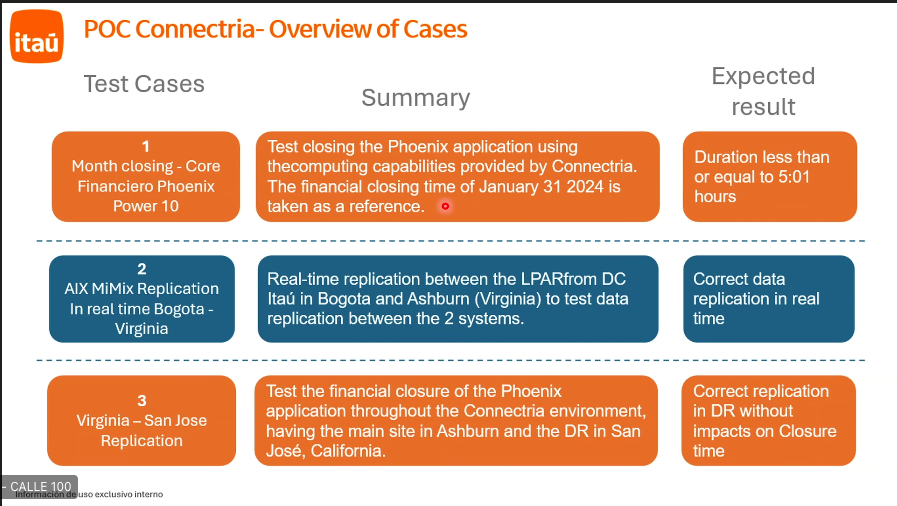 itaú
POC Connectria- Overview of Cases
Test Cases
Summary
Expected
result
1
Month closing - Core
Financiero Phoenix
Power 10
Test closing the Phoenix application using
thecomputing capabilities provided by Connectria.
The financial closing time of January 31 2024 is
taken as a reference.
Duration less than
or equal to 5:01
hours
2
AIX MiMix Replication
In real time Bogota -
Virginia
Real-time replication between the LPARfrom DC
Itaú in Bogota and Ashburn (Virginia) to test data
replication between the 2 systems.
Correct data
replication in real
time
3
Virginia – San Jose
Replication
Test the financial closure of the Phoenix
application throughout the Connectria environment,
having the main site in Ashburn and the DR in San
José, California.
Correct replication
in DR without
impacts on Closure
time
- CALLE 100
Información de uso exclusivo interno